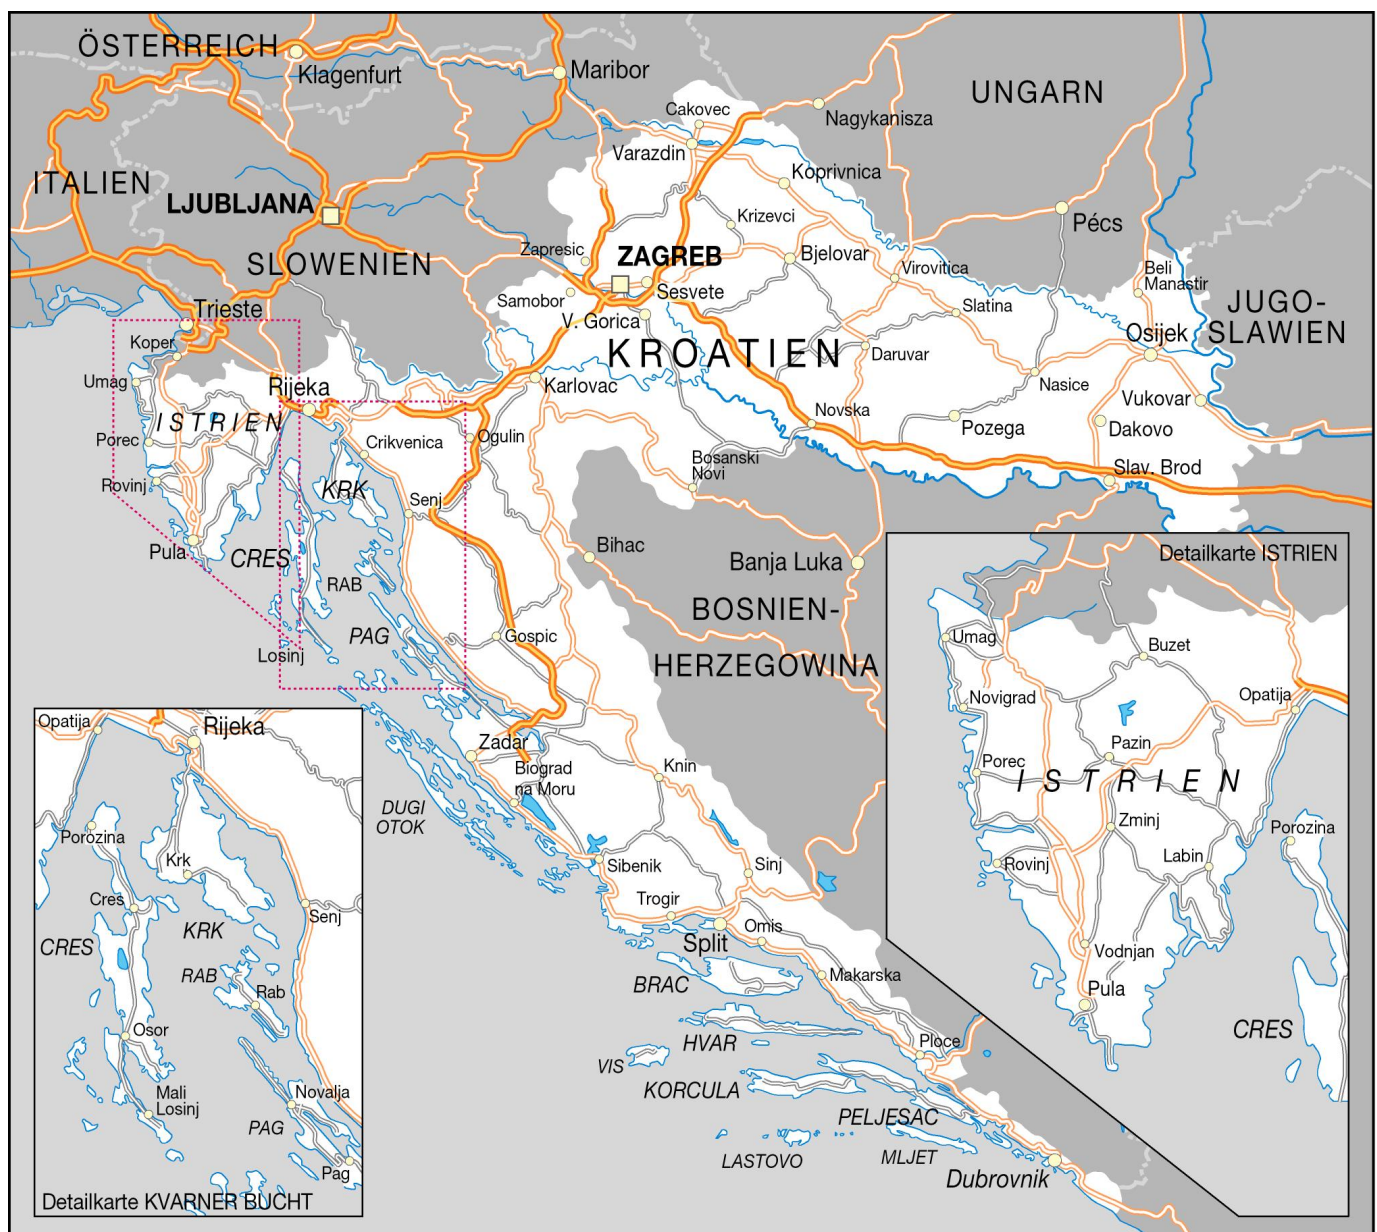 ÖSTERREICH
Klagenfurt
Maribor
UNGARN
Cakovec
Nagykanisza
Varazdin
ITALIEN
Koprivnica
LJUBLJANA
Krizevci
Pécs
Zapresic
ZAGREB
Bjelovar
SLOWENIEN
Virovitica
Beli
Manastir
Samobor
Sesvete
JUGO-
SLAWIEN
Trieste
V. Gorica
Slatina
Koper
KROATIEN
Osijek
Daruvar
Umag
Rijeka
Karlovac
Nasice
Vukovar
ISTRIEN
Novska
Pozega
Dakovo
Porec
Crikvenica
Ogulin
Bosanski
Novi
Slav. Brod
Rovinj
KRK
Senj
Pula
CRES
Bihac
Banja Luka
RAB
BOSNIEN-
PAG
Gospic
Losinj
HERZEGOWINA
Zadar
Biograd
na Moru
Knin
DUGI
OTOK
Sibenik
Sinj
Trogir
Split
Omis
BRAC
Makarska
HVAR
VIS
Ploce
KORCULA
PELJESAC
LASTOVO
MLJET
Dubrovnik
Opatija
Rijeka
Porozina
Krk
Cres
Senj
CRES
KRK
RAB
Rab
Osor
Mali
Losinj
Novalja
PAG
Pag
Detailkarte KVARNER BUCHT
Detailkarte ISTRIEN
Umag
Buzet
Novigrad
Opatija
Pazin
Porec
ISTRIEN
Zminj
Porozina
Rovinj
Labin
Vodnjan
Pula
CRES